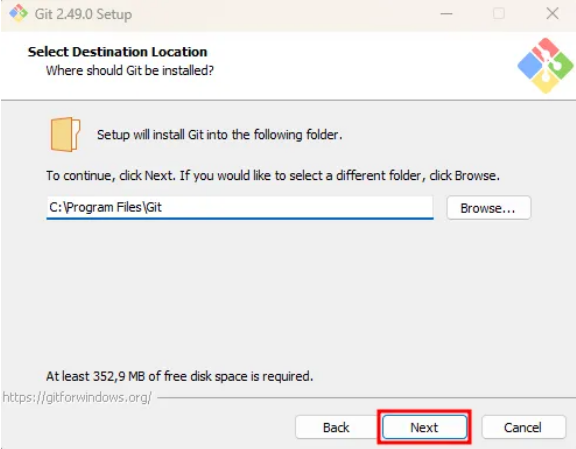 Git 2.49.0 Setup
Select Destination Location
Where should Git be installed?
Setup will install Git into the following folder.
To continue, click Next. If you would like to select a different folder, click Browse.
C:\Program Files\Git
Browse...
At least 352,9 MB of free disk space is required.
https://gitforwindows.org/
Back
Next
Cancel